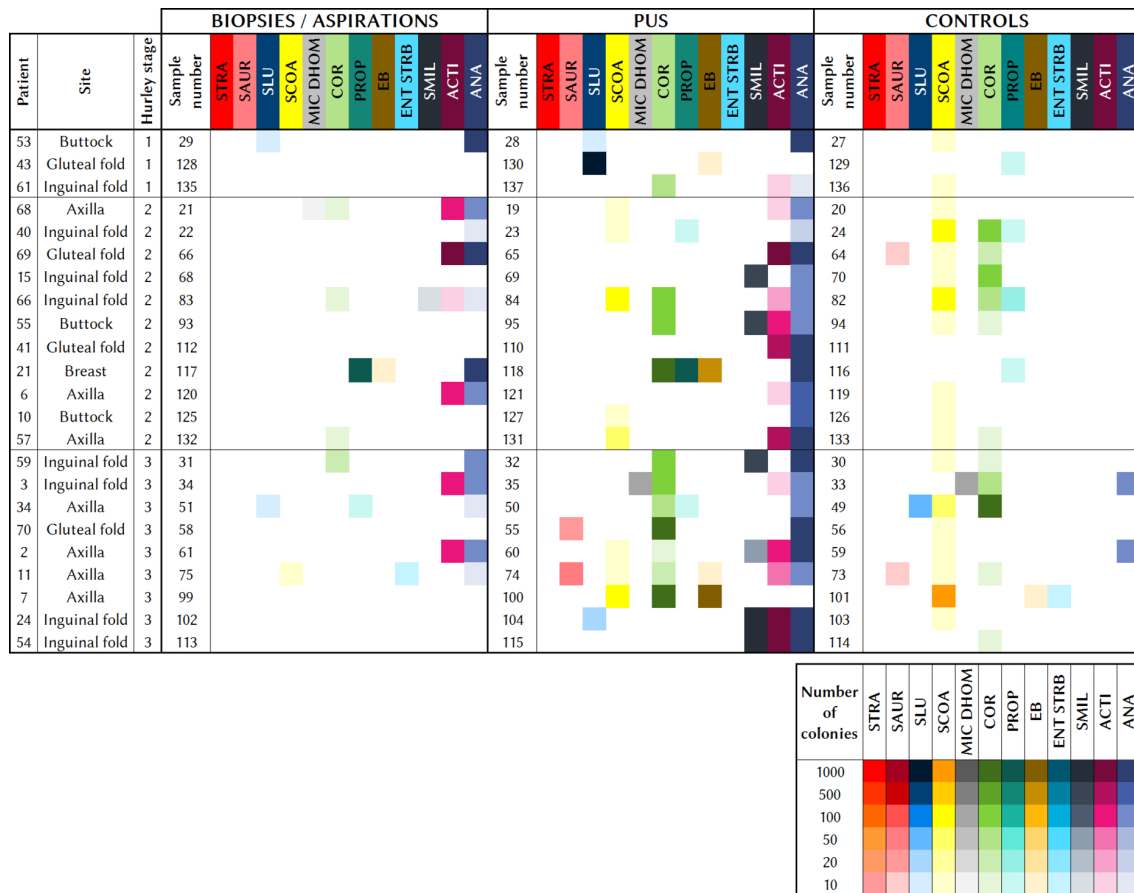 BIOPSIES / ASPIRATIONS PUS CONTROLS
Patient Site Hurley stage Sample number STRA SAUR SLU SCOA MIC DHOM COR PROP EB ENT STRB SMIL ACTI ANA Sample number STRA SAUR SLU SCOA MIC DHOM COR PROP EB ENT STRB SMIL ACTI ANA Sample number STRA SAUR SLU SCOA MIC DHOM COR PROP EB ENT STRB SMIL ACTI ANA
53 Buttock 1 29 28 27
43 Gluteal fold 1 128 130 129
61 Inguinal fold 1 135 137 136
68 Axilla 2 21 19 20
40 Inguinal fold 2 22 23 24
69 Gluteal fold 2 66 65 64
15 Inguinal fold 2 68 69 70
66 Inguinal fold 2 83 84 82
55 Buttock 2 93 95 94
41 Gluteal fold 2 112 110 111
21 Breast 2 117 118 116
6 Axilla 2 120 121 119
10 Buttock 2 125 127 126
57 Axilla 2 132 131 133
59 Inguinal fold 3 31 32 30
3 Inguinal fold 3 34 35 33
34 Axilla 3 51 50 49
70 Gluteal fold 3 58 55 56
2 Axilla 3 61 60 59
11 Axilla 3 75 74 73
7 Axilla 3 99 100 101
24 Inguinal fold 3 102 104 103
54 Inguinal fold 3 113 115 114
Number of colonies STRA SAUR SLU SCOA MIC DHOM COR PROP EB ENT STRB SMIL ACTI ANA
1000
500
100
50
20
10